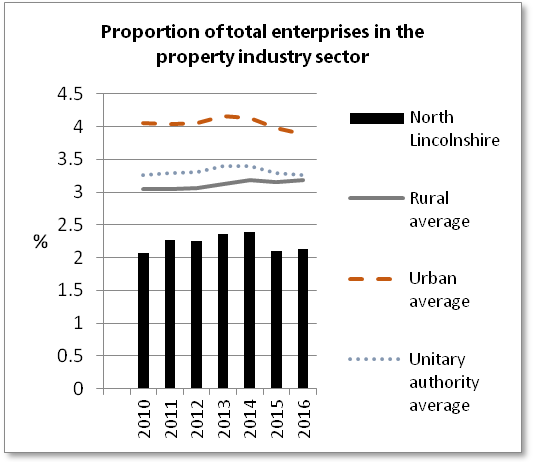 Proportion of total enterprises in the
property industry sector
4.5
4
3.5
3
2.5
2
1.5
1
0.5
0
%
2010
2011
2012
2013
2014
2015
2016
North
Lincolnshire
Rural
average
Urban
average
Unitary
authority
average